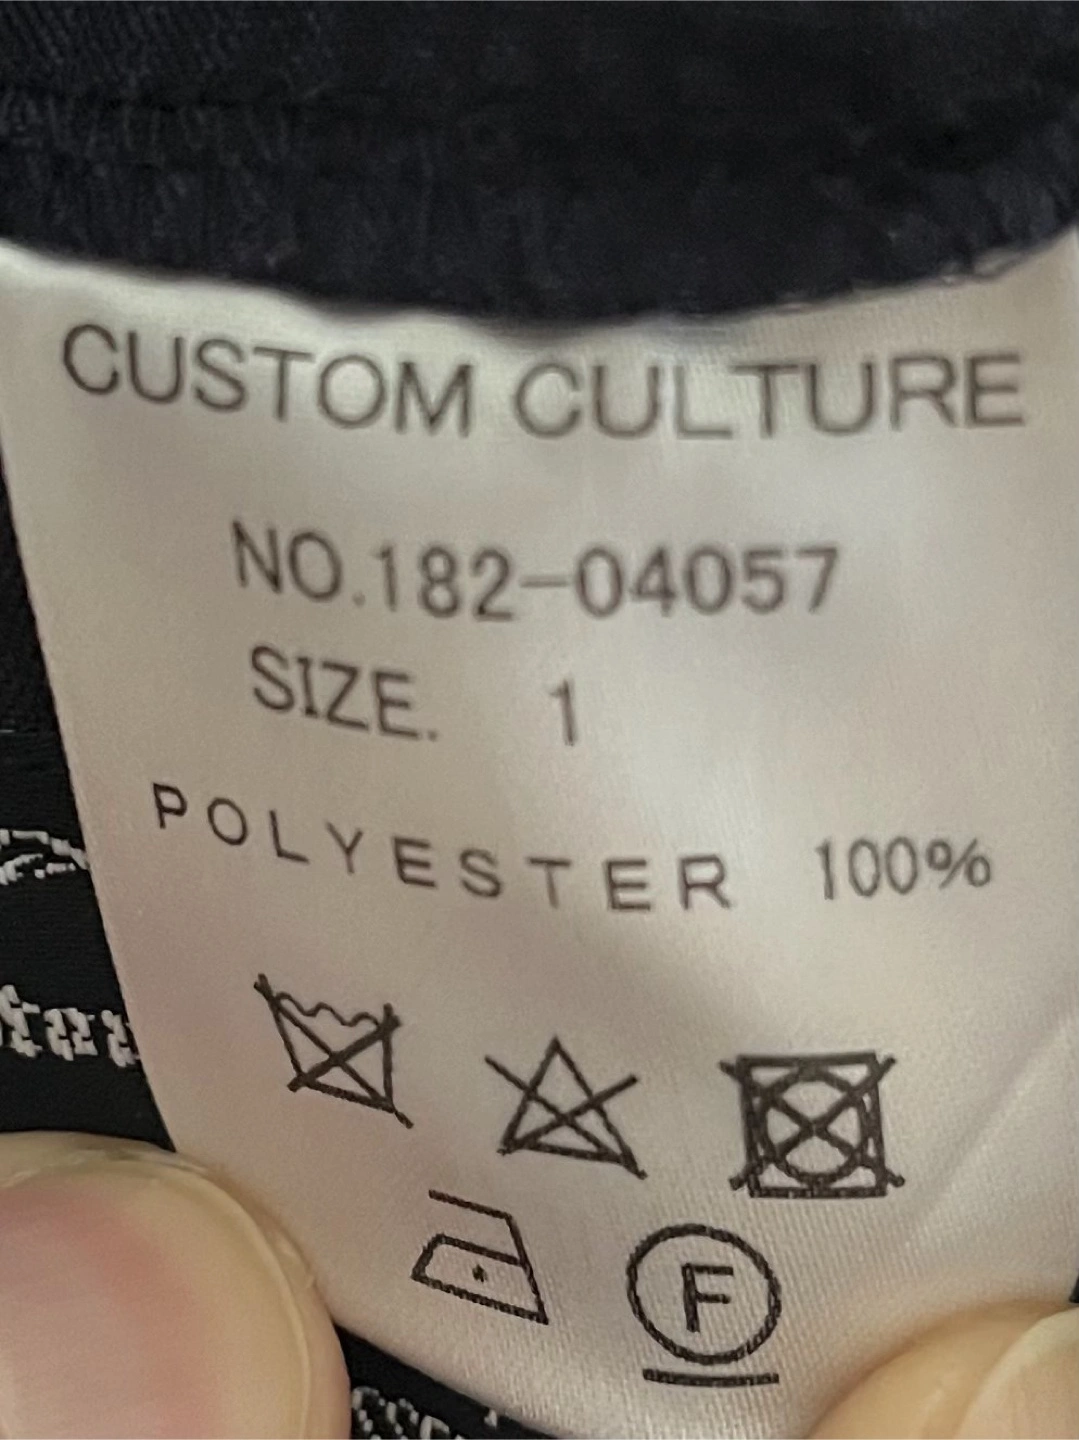 CUSTOM CULTURE
NO.182-04057
SIZE. 1
POLYESTER 100%
F